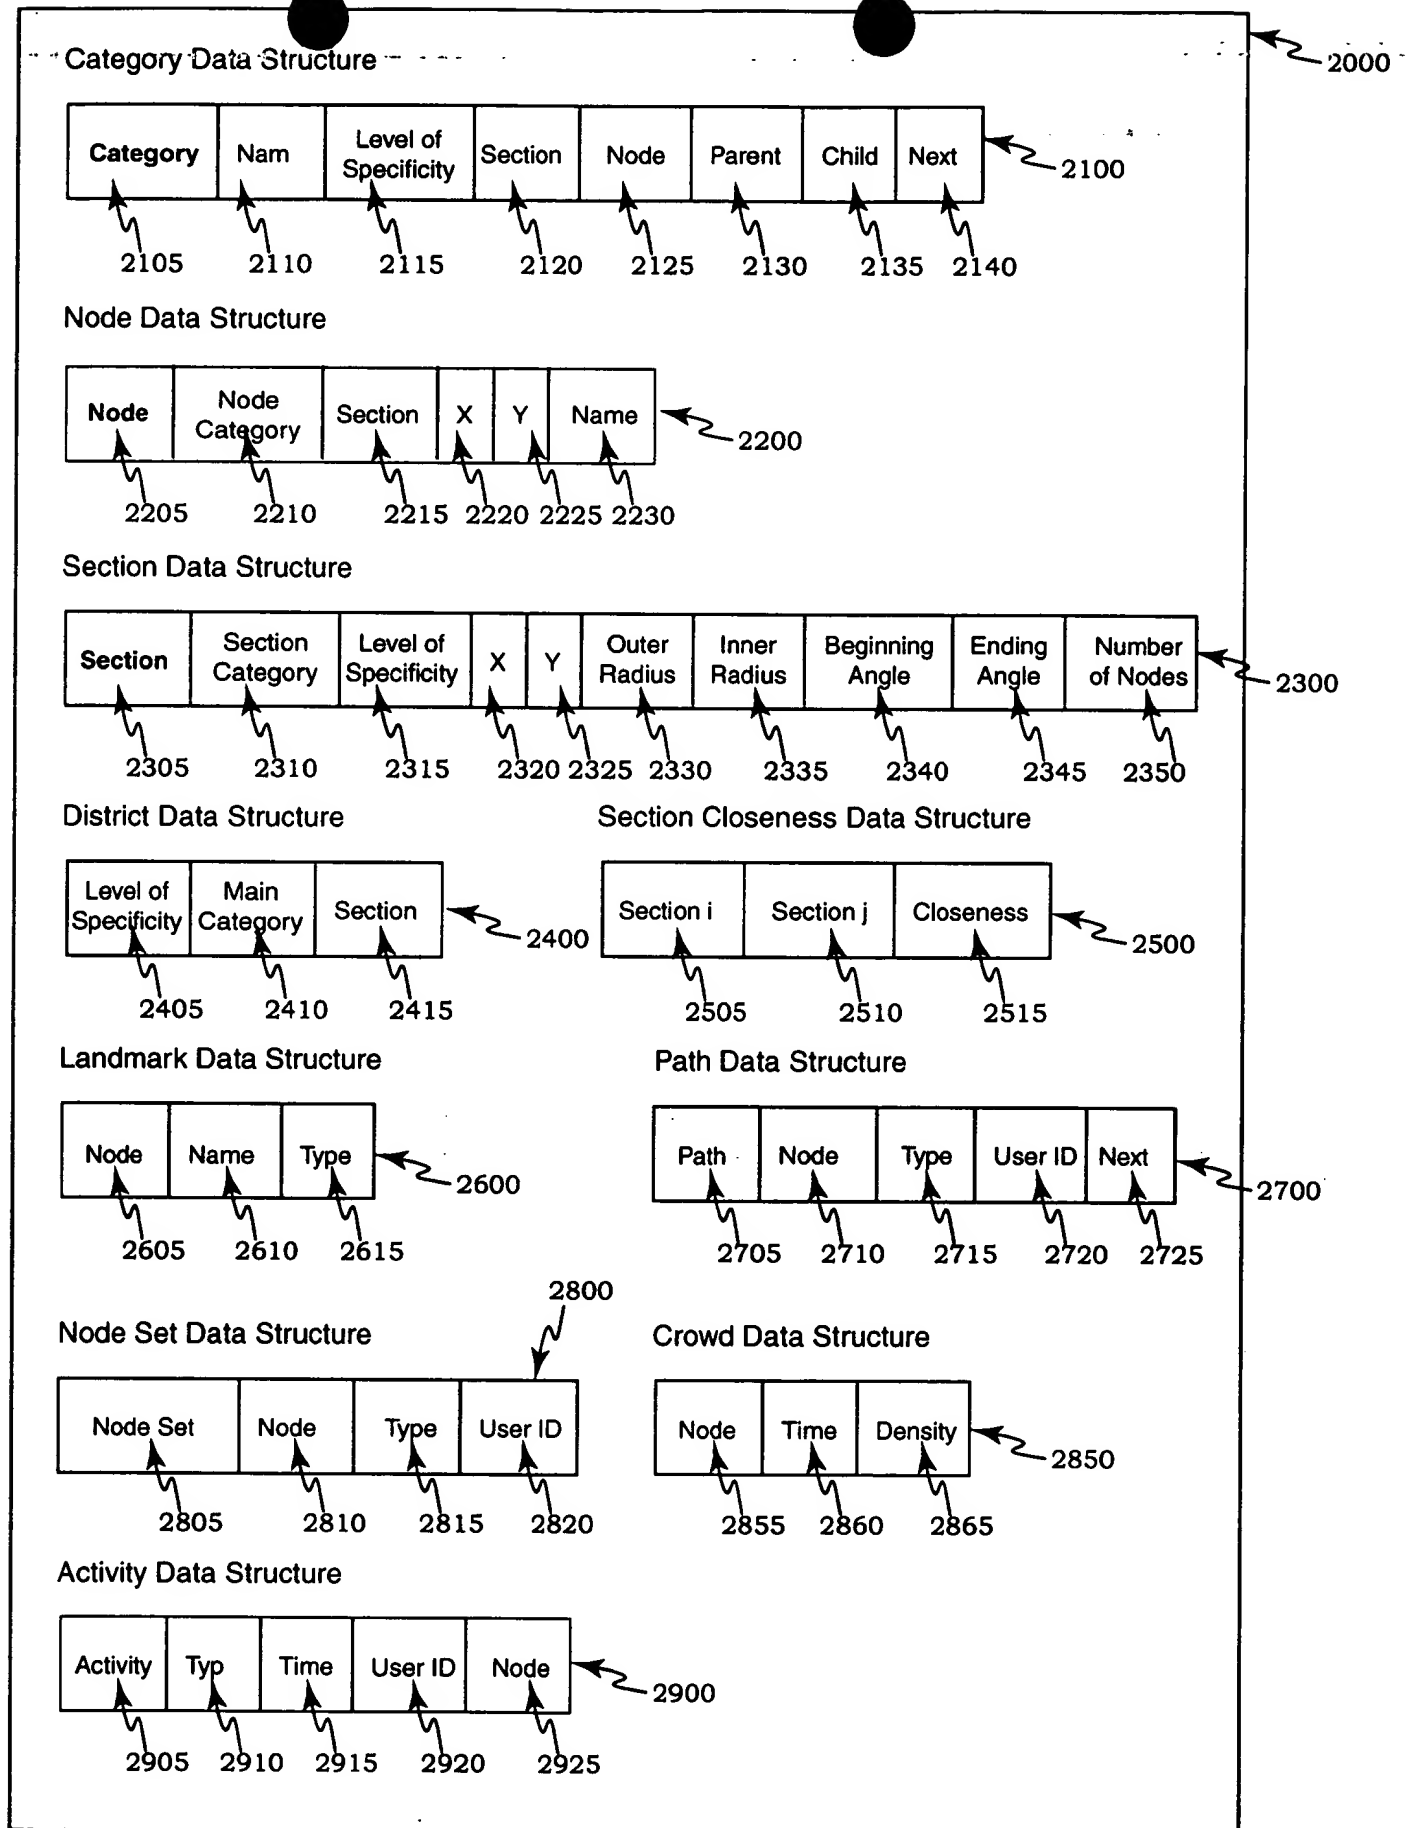 Category Data Structure
2000
Category Nam Level of Specificity Section Node Parent Child Next
2100
2105 2110 2115 2120 2125 2130 2135 2140
Node Data Structure
Node Node Category Section X Y Name
2200
2205 2210 2215 2220 2225 2230
Section Data Structure
Section Section Category Level of Specificity X Y Outer Radius Inner Radius Beginning Angle Ending Angle Number of Nodes
2300
2305 2310 2315 2320 2325 2330 2335 2340 2345 2350
District Data Structure
Level of Specificity Main Category Section
2400
2405 2410 2415
Section Closeness Data Structure
Section i Section j Closeness
2500
2505 2510 2515
Landmark Data Structure
Node Name Type
2600
2605 2610 2615
Path Data Structure
Path Node Type User ID Next
2700
2705 2710 2715 2720 2725
Node Set Data Structure
2800
Node Set Node Type User ID
2805 2810 2815 2820
Crowd Data Structure
Node Time Density
2850
2855 2860 2865
Activity Data Structure
Activity Typ Time User ID Node
2900
2905 2910 2915 2920 2925